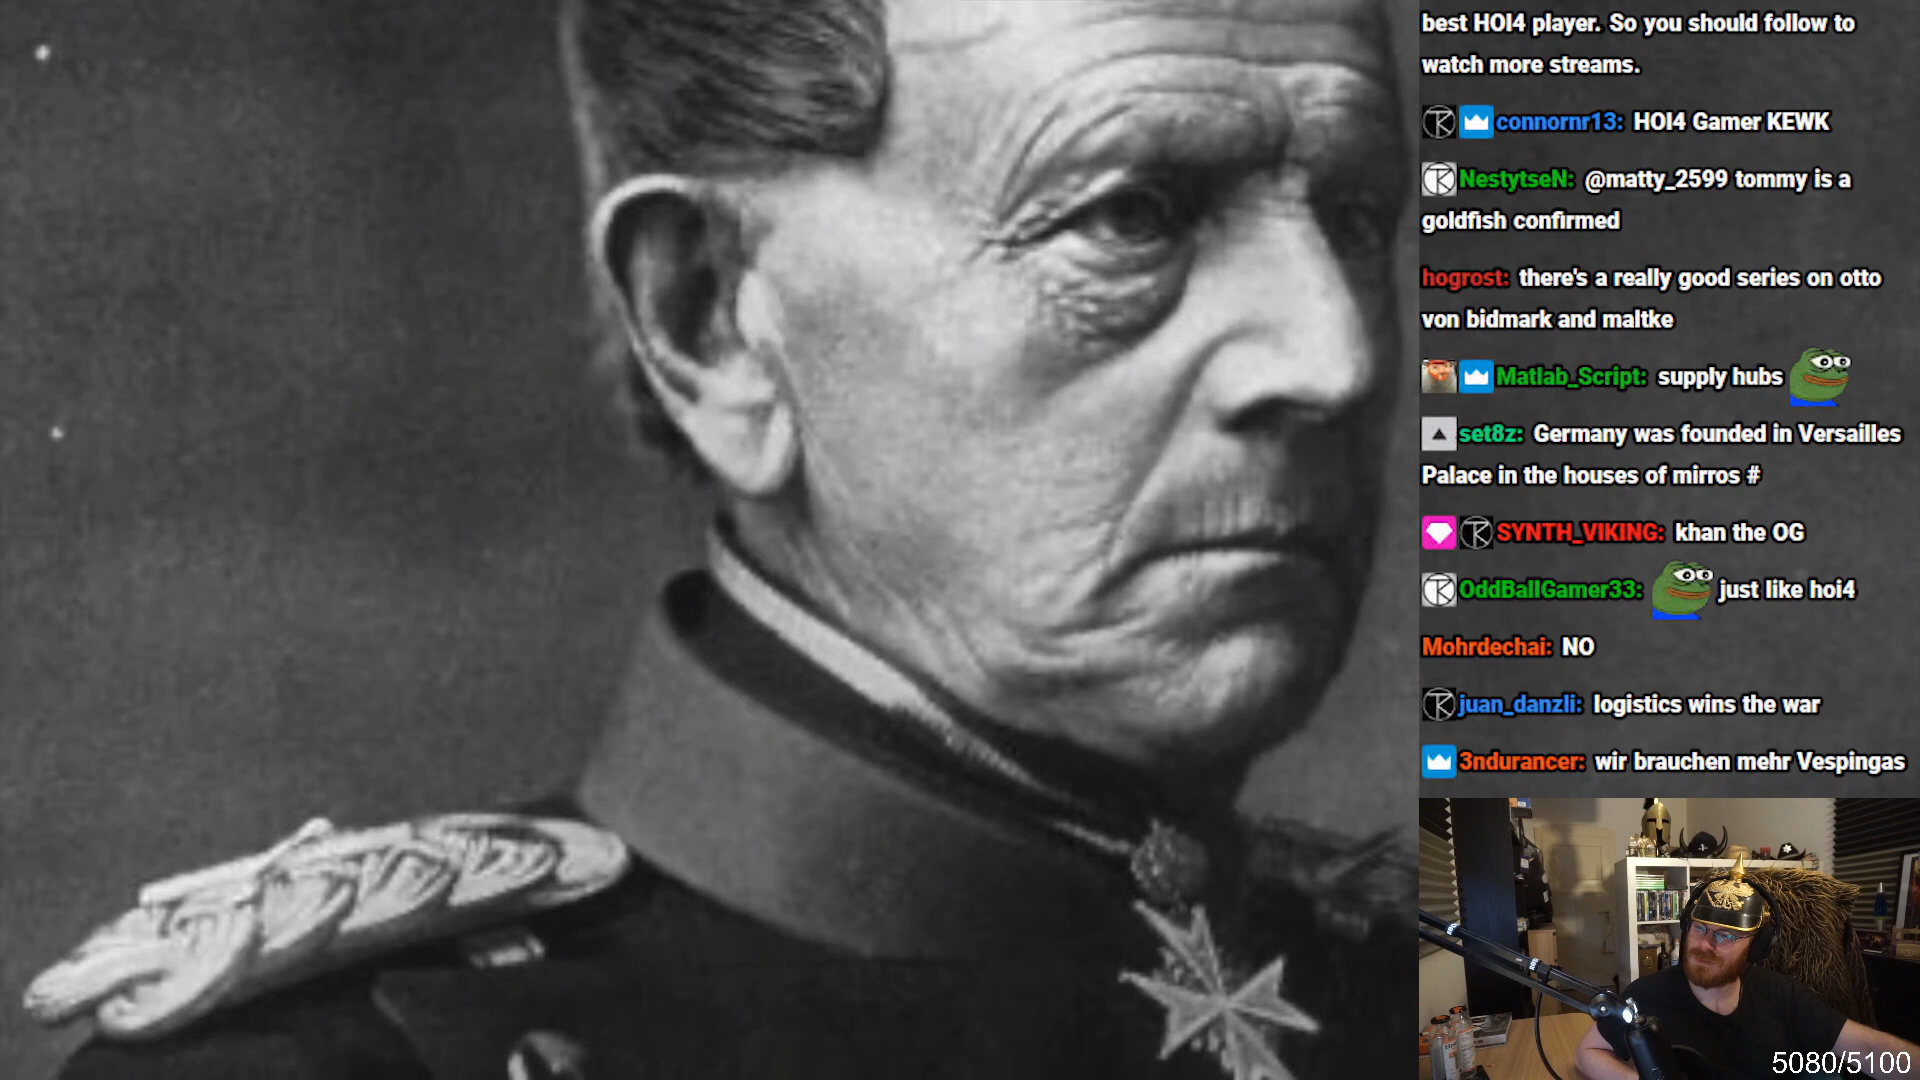 best HOI4 player. So you should follow to
watch more streams.
connornr13: HOI4 Gamer KEWK
NestytseN: @matty_2599 tommy is a
goldfish confirmed
hogrost: there's a really good series on otto
von bidmark and maltke
Matlab_Script: supply hubs
set8z: Germany was founded in Versailles
Palace in the houses of mirros #
SYNTH_VIKING: khan the OG
OddBallGamer33: just like hoi4
Mohrdechai: NO
juan_danzli: logistics wins the war
3ndurancer: wir brauchen mehr Vespingas
5080/5100